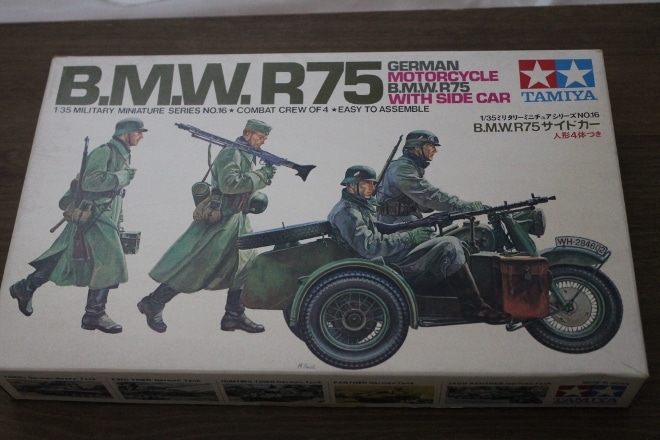 B.M.W. R75
GERMAN
MOTORCYCLE
B.M.W. R75
WITH SIDE CAR
1/35 MILITARY MINIATURE SERIES NO.16 ★ COMBAT CREW OF 4 ★ EASY TO ASSEMBLE
TAMIYA
1/35ミリタリーミニチュアシリーズNO.16
B.M.W.R75サイドカー
人形4体つき
TAMIYA